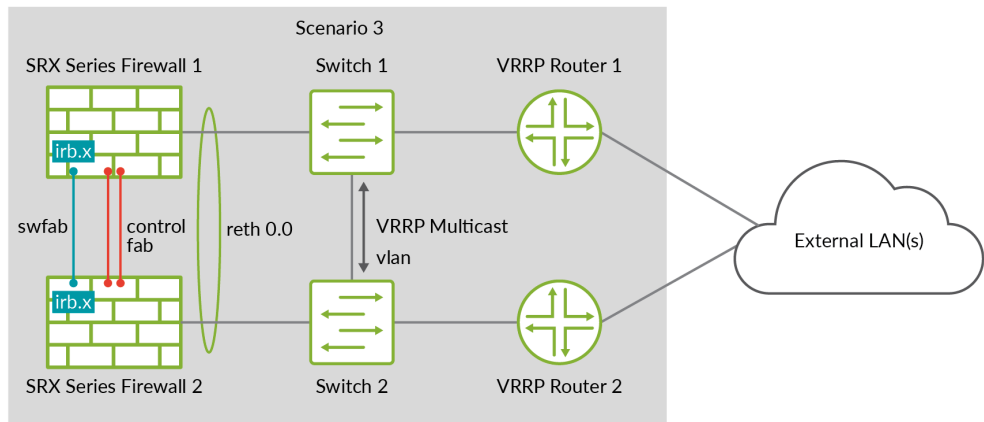 Scenario 3
SRX Series Firewall 1
Switch 1
VRRP Router 1
irb.x
swfab
control
fab
reth 0.0
VRRP Multicast
vlan
External LAN(s)
irb.x
SRX Series Firewall 2
Switch 2
VRRP Router 2